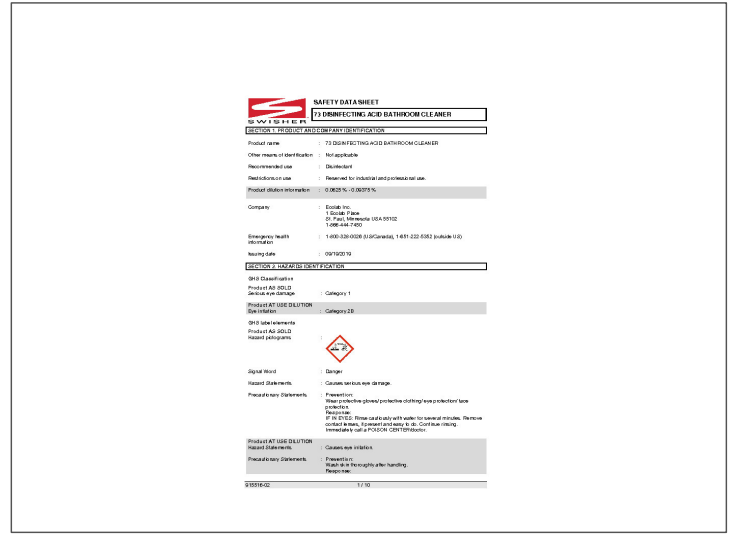 SWISHER
SAFETY DATA SHEET
73 DISINFECTING ACID BATHROOM CLEANER
SECTION 1. PRODUCT AND COMPANY IDENTIFICATION
Product name : 73 DISINFECTING ACID BATHROOM CLEANER
Other means of identification : Not applicable
Recommended use : Disinfectant
Restrictions on use : Reserved for industrial and professional use.
Product dilution information : 0.0625 % - 0.09375 %
Company : Ecolab Inc.
1 Ecolab Place
St. Paul, Minnesota USA 55102
1-866-444-7450
Emergency health : 1-800-328-0026 (US/Canada), 1-651-222-5352 (outside US)
information
Issuing date : 09/19/2019
SECTION 2. HAZARDS IDENTIFICATION
GHS Classification
Product AS SOLD
Serious eye damage : Category 1
Product AT USE DILUTION
Eye irritation : Category 2B
GHS label elements
Product AS SOLD
Hazard pictograms :
Signal Word : Danger
Hazard Statements : Causes serious eye damage.
Precautionary Statements : Prevention:
Wear protective gloves/ protective clothing/ eye protection/ face
protection.
Response:
IF IN EYES: Rinse cautiously with water for several minutes. Remove
contact lenses, if present and easy to do. Continue rinsing.
Immediately call a POISON CENTER/doctor.
Product AT USE DILUTION
Hazard Statements : Causes eye irritation.
Precautionary Statements : Prevention:
Wash skin thoroughly after handling.
Response:
915516-02 1 / 10